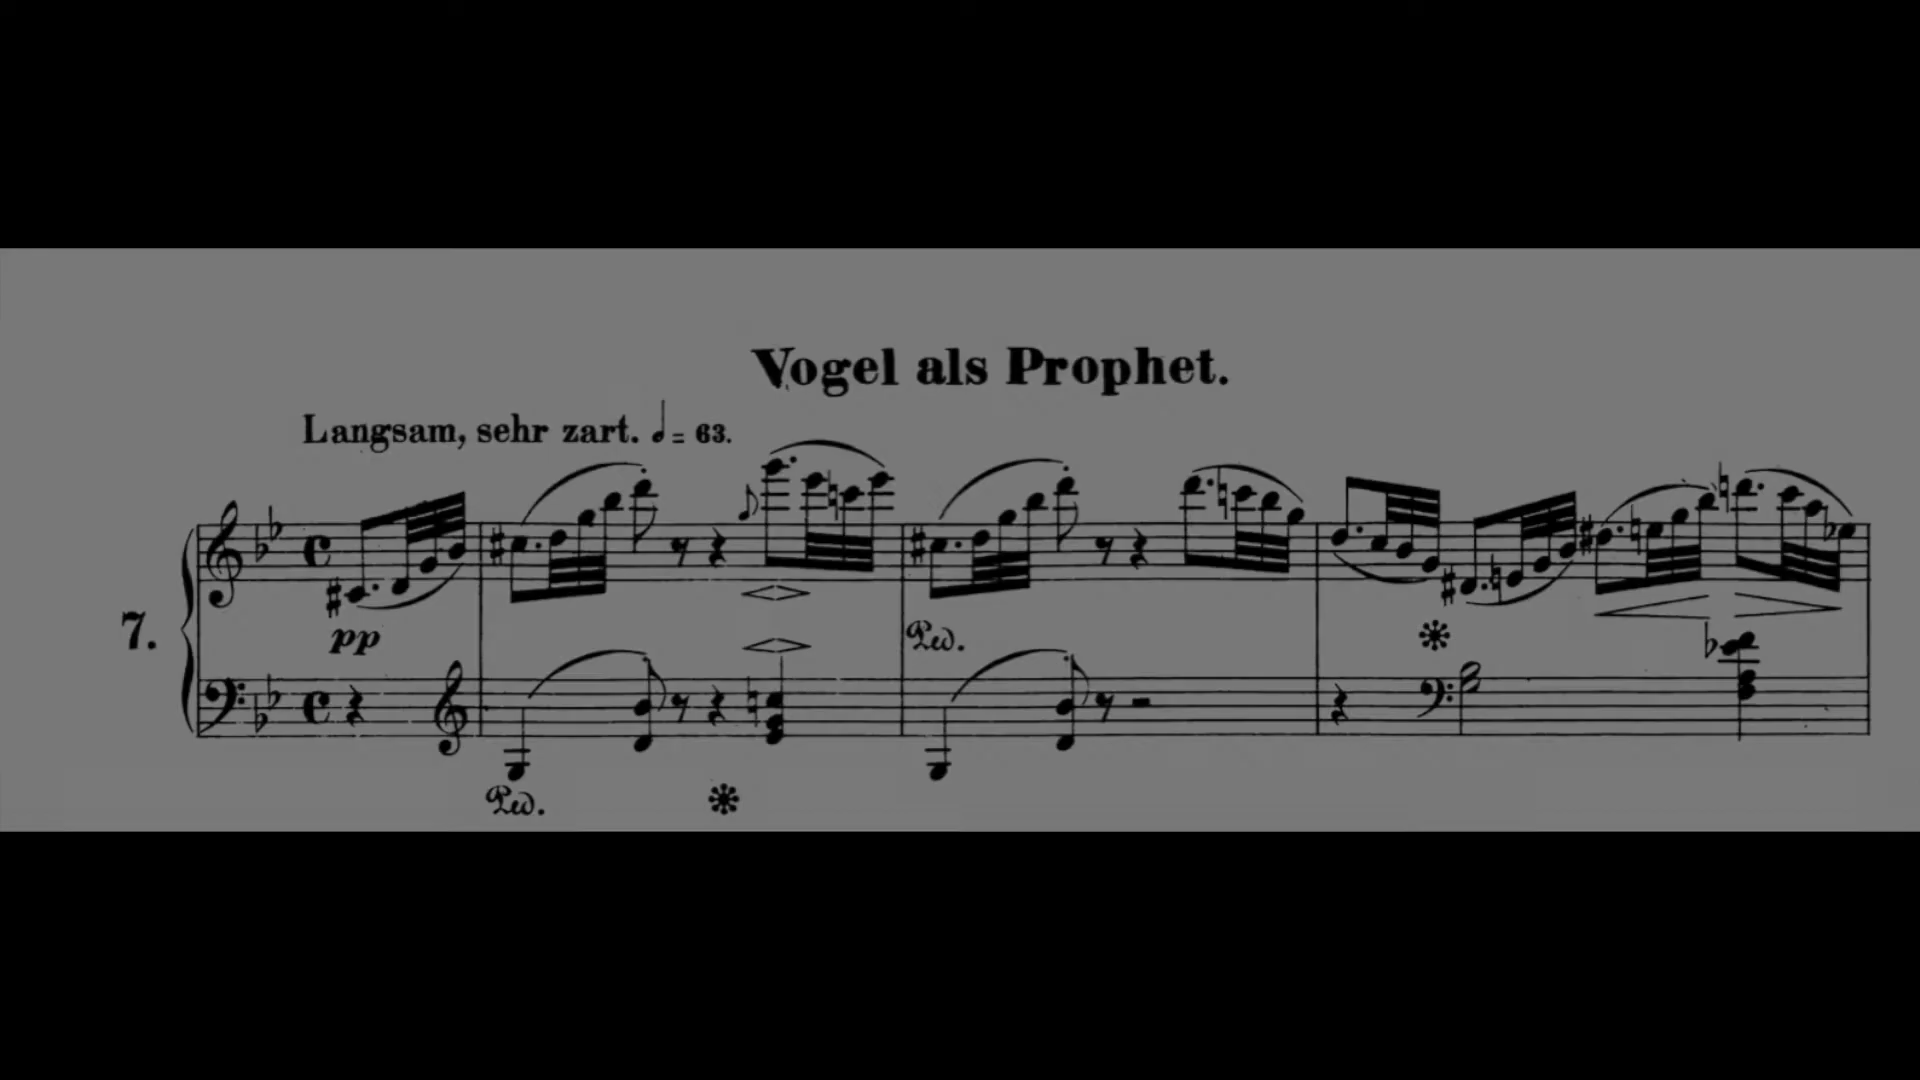 Vogel als Prophet.
Langsam, sehr zart. 𝅗𝅥 = 63.
7.
pp
Ped.
Ped.